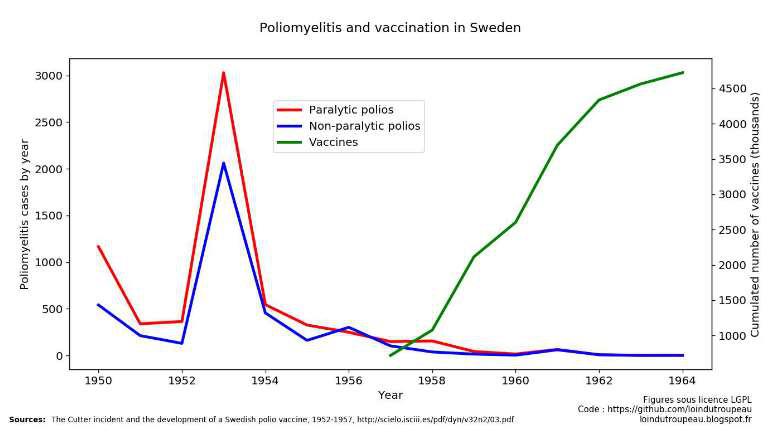 Poliomyelitis and vaccination in Sweden
3000
2500
2000
1500
1000
500
0
Poliomyelitis cases by year
Paralytic polios
Non-paralytic polios
Vaccines
4500
4000
3500
3000
2500
2000
1500
1000
Cumulated number of vaccines (thousands)
1950 1952 1954 1956 1958 1960 1962 1964
Year
Figures sous licence LGPL
Code : https://github.com/loindutroupeau
loindutroupeau.blogspot.fr
Sources: The Cutter incident and the development of a Swedish polio vaccine, 1952-1957, http://scielo.isciii.es/pdf/dyn/v32n2/03.pdf